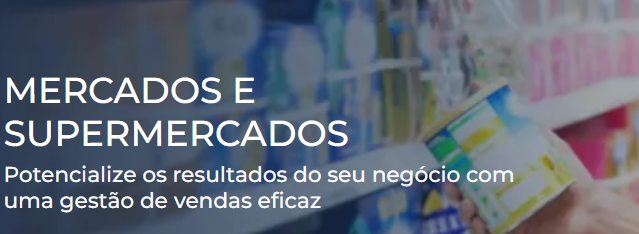 MERCADOS E
SUPERMERCADOS
Potencialize os resultados do seu negócio com
uma gestão de vendas eficaz